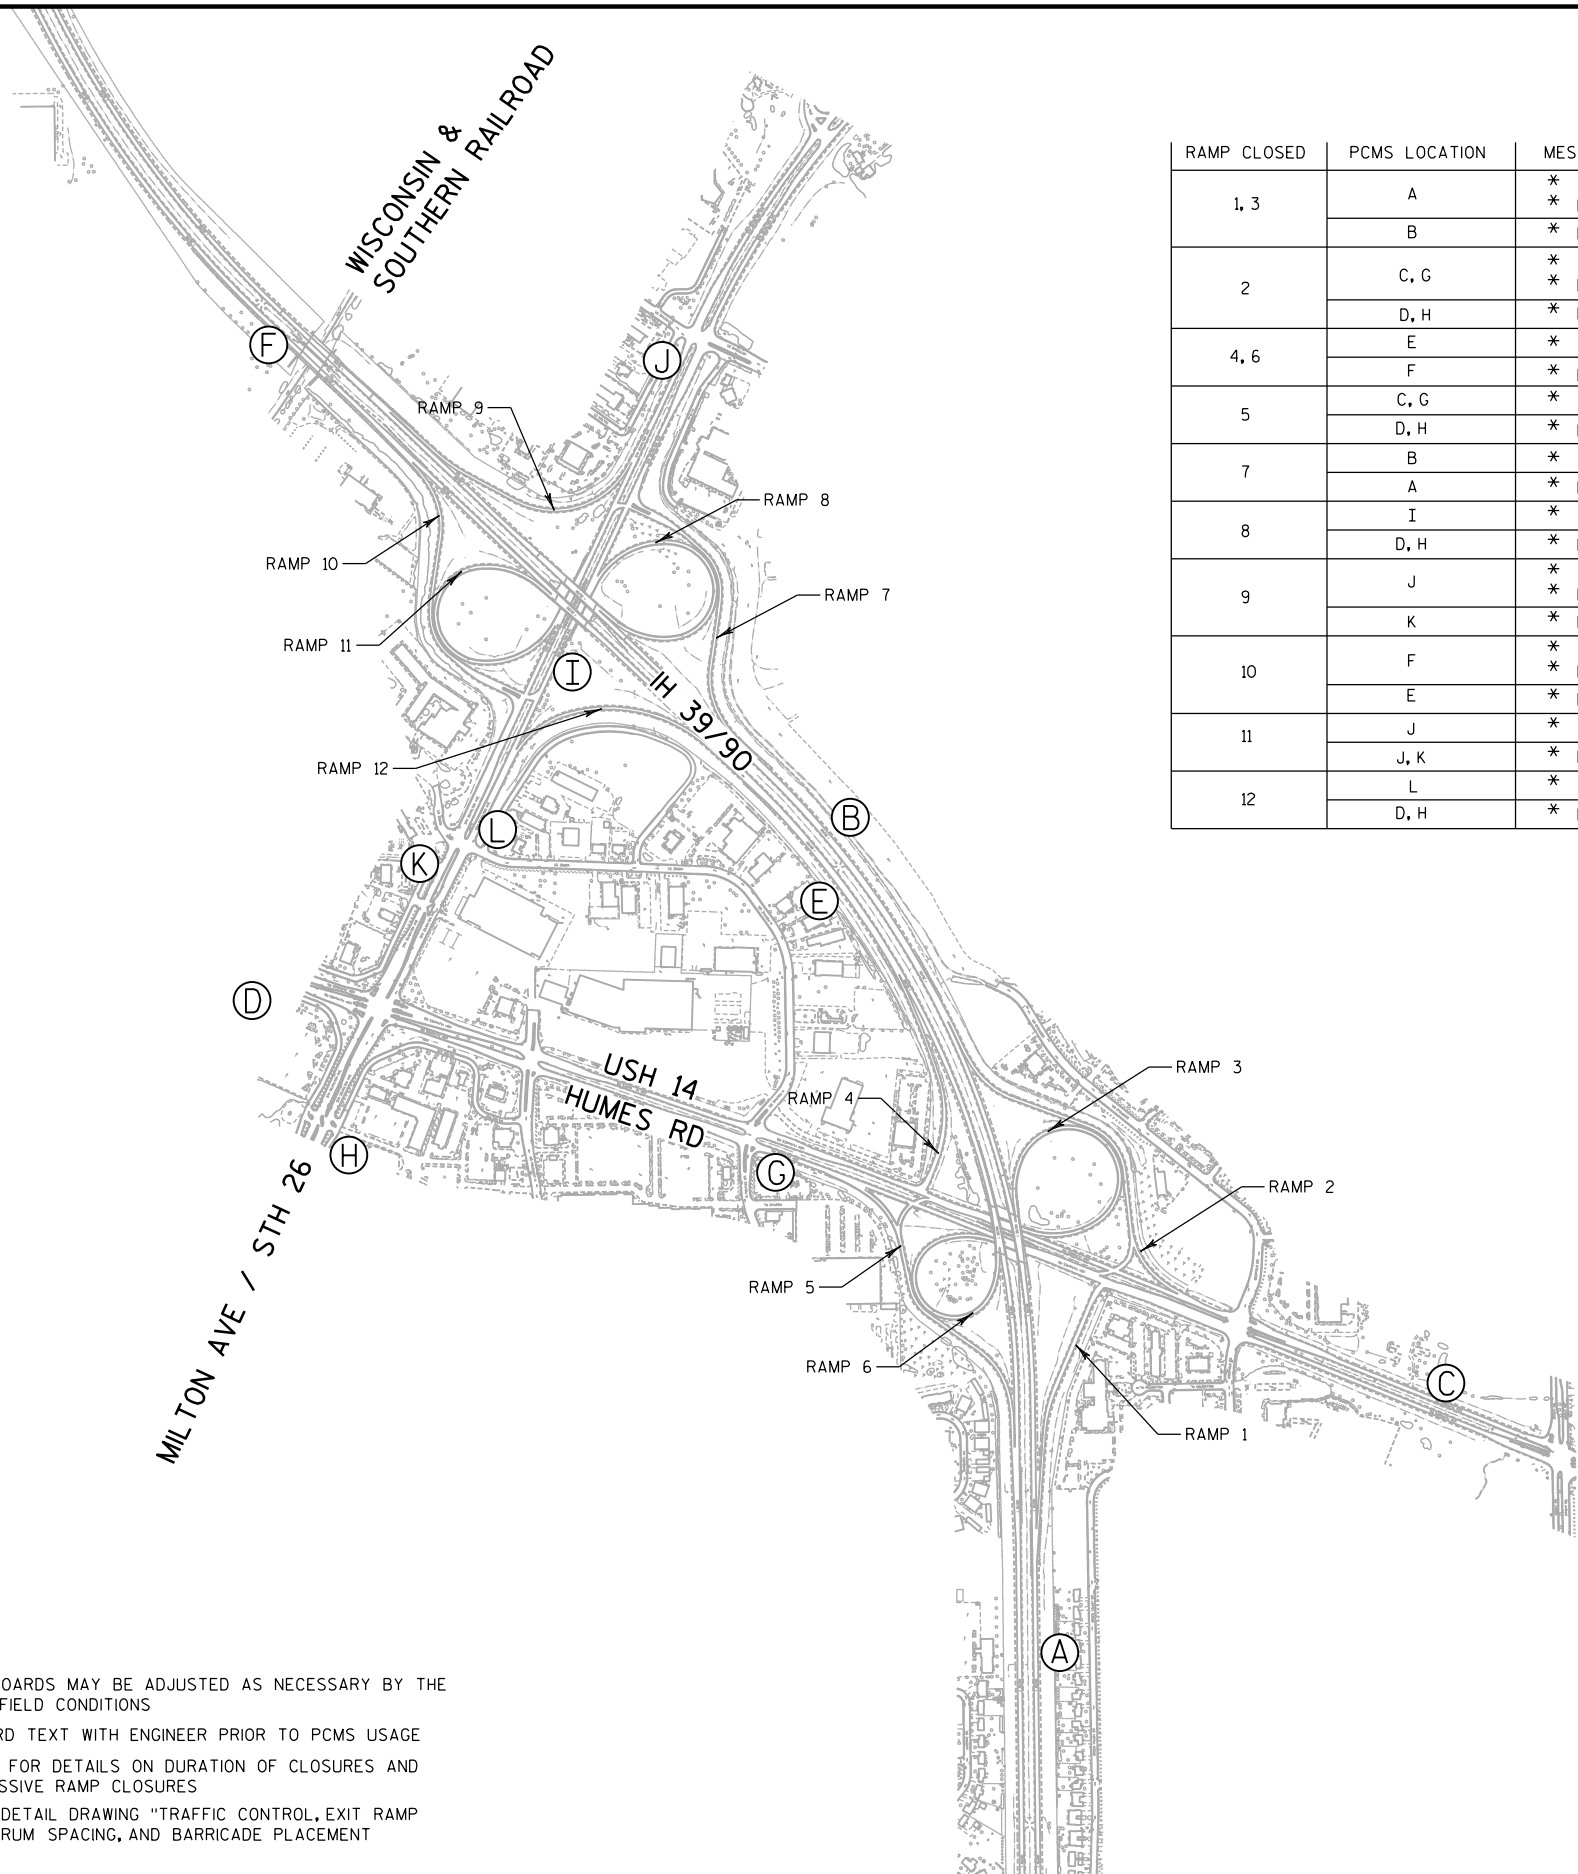 WISCONSIN &
SOUTHERN RAILROAD
RAMP CLOSED PCMS LOCATION MES
1, 3 A *
*
B *
2 C, G *
*
D, H *
4, 6 E *
F *
5 C, G *
D, H *
7 B *
A *
8 I *
D, H *
9 J *
*
K *
10 F *
*
E *
11 J *
J, K *
12 L *
D, H *
F
J
RAMP 9
RAMP 8
RAMP 10
RAMP 7
RAMP 11
I
IH 39/90
RAMP 12
B
L
K
E
D
USH 14
HUMES RD
RAMP 3
RAMP 4
H
G
RAMP 2
MILTON AVE / STH 26
RAMP 5
RAMP 6
C
RAMP 1
A
OARDS MAY BE ADJUSTED AS NECESSARY BY THE
FIELD CONDITIONS
RD TEXT WITH ENGINEER PRIOR TO PCMS USAGE
FOR DETAILS ON DURATION OF CLOSURES AND
SSIVE RAMP CLOSURES
DETAIL DRAWING "TRAFFIC CONTROL, EXIT RAMP
RUM SPACING, AND BARRICADE PLACEMENT